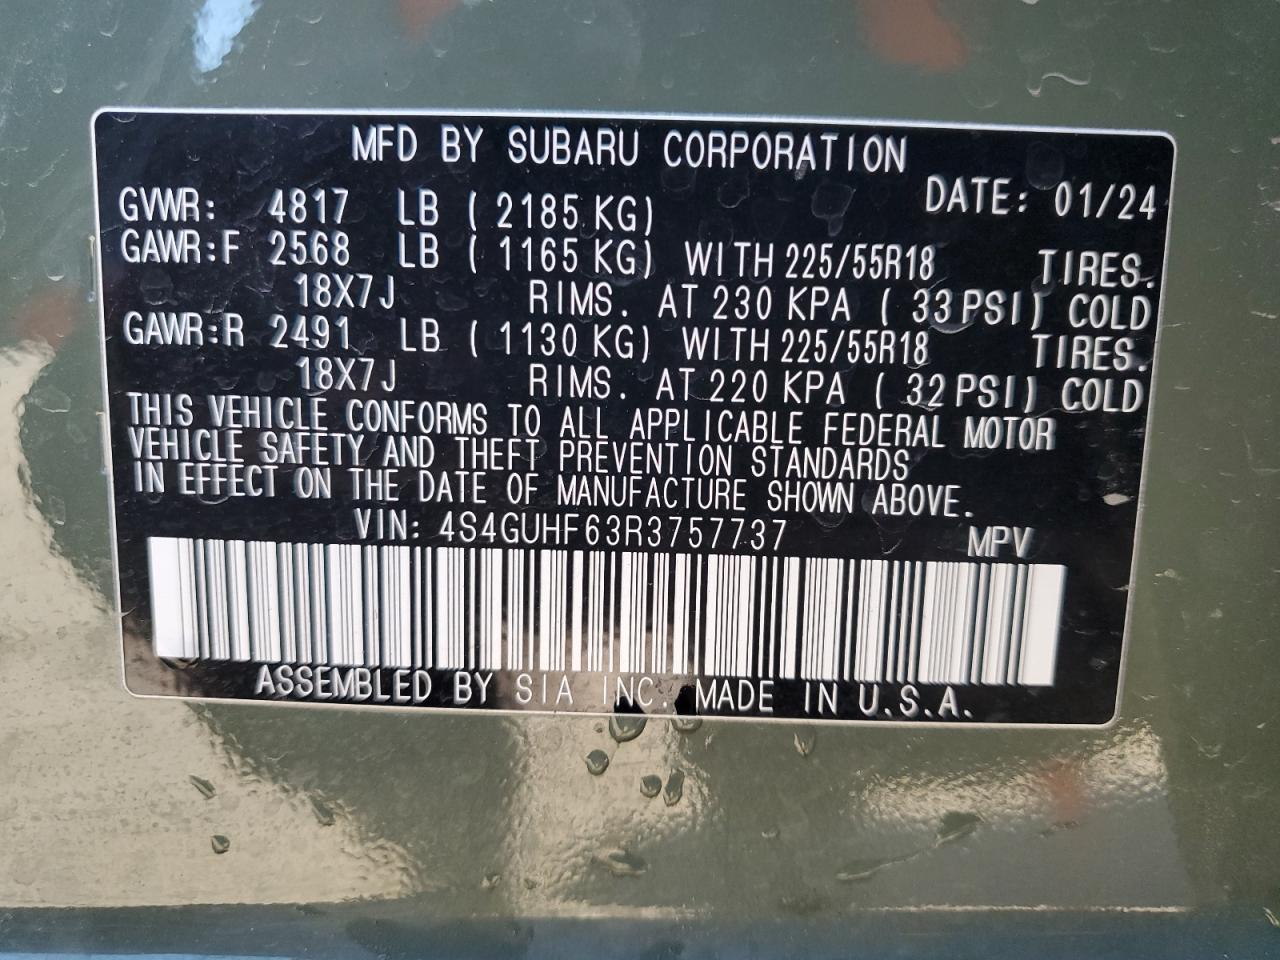 MFD BY SUBARU CORPORATION
DATE: 01/24
GVWR: 4817 LB ( 2185 KG)
GAWR:F 2568 LB ( 1165 KG) WITH 225/55R18 TIRES.
18X7J RIMS. AT 230 KPA ( 33 PSI) COLD
GAWR:R 2491 LB ( 1130 KG) WITH 225/55R18 TIRES.
18X7J RIMS. AT 220 KPA ( 32 PSI) COLD
THIS VEHICLE CONFORMS TO ALL APPLICABLE FEDERAL MOTOR
VEHICLE SAFETY AND THEFT PREVENTION STANDARDS
IN EFFECT ON THE DATE OF MANUFACTURE SHOWN ABOVE.
VIN: 4S4GUHF63R3757737 MPV
ASSEMBLED BY SIA INC. MADE IN U.S.A.